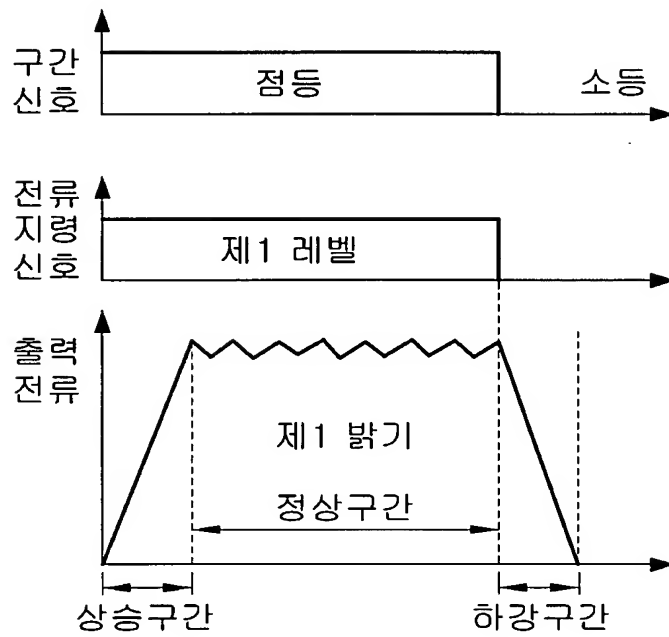 구간
신호
점등
소등
전류
지령
신호
제1 레벨
출력
전류
제1 밝기
정상구간
상승구간
하강구간